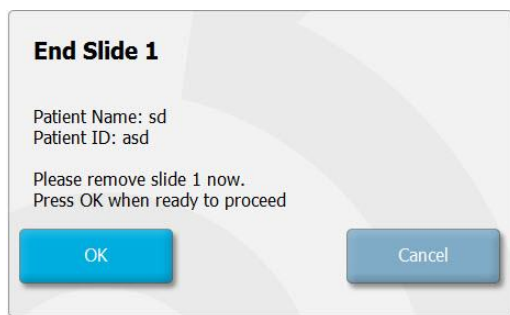 End Slide 1
Patient Name: sd
Patient ID: asd
Please remove slide 1 now.
Press OK when ready to proceed
OK
Cancel